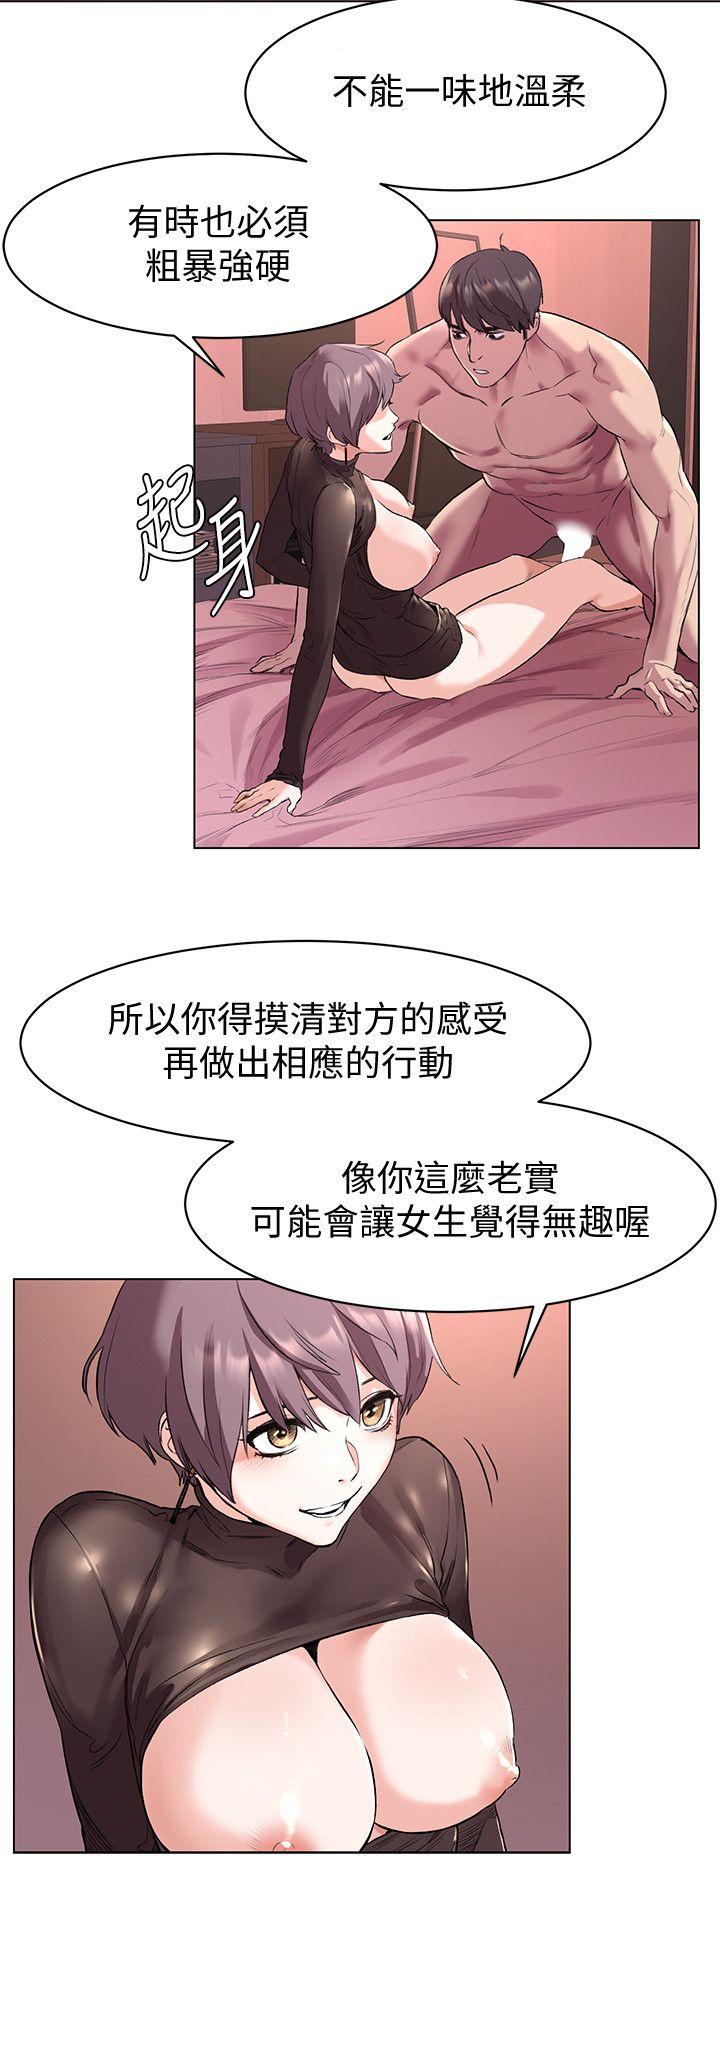 不能一味地溫柔
有時也必須
粗暴強硬
起身
所以你得摸清對方的感受
再做出相應的行動
像你這麼老實
可能會讓女生覺得無趣喔